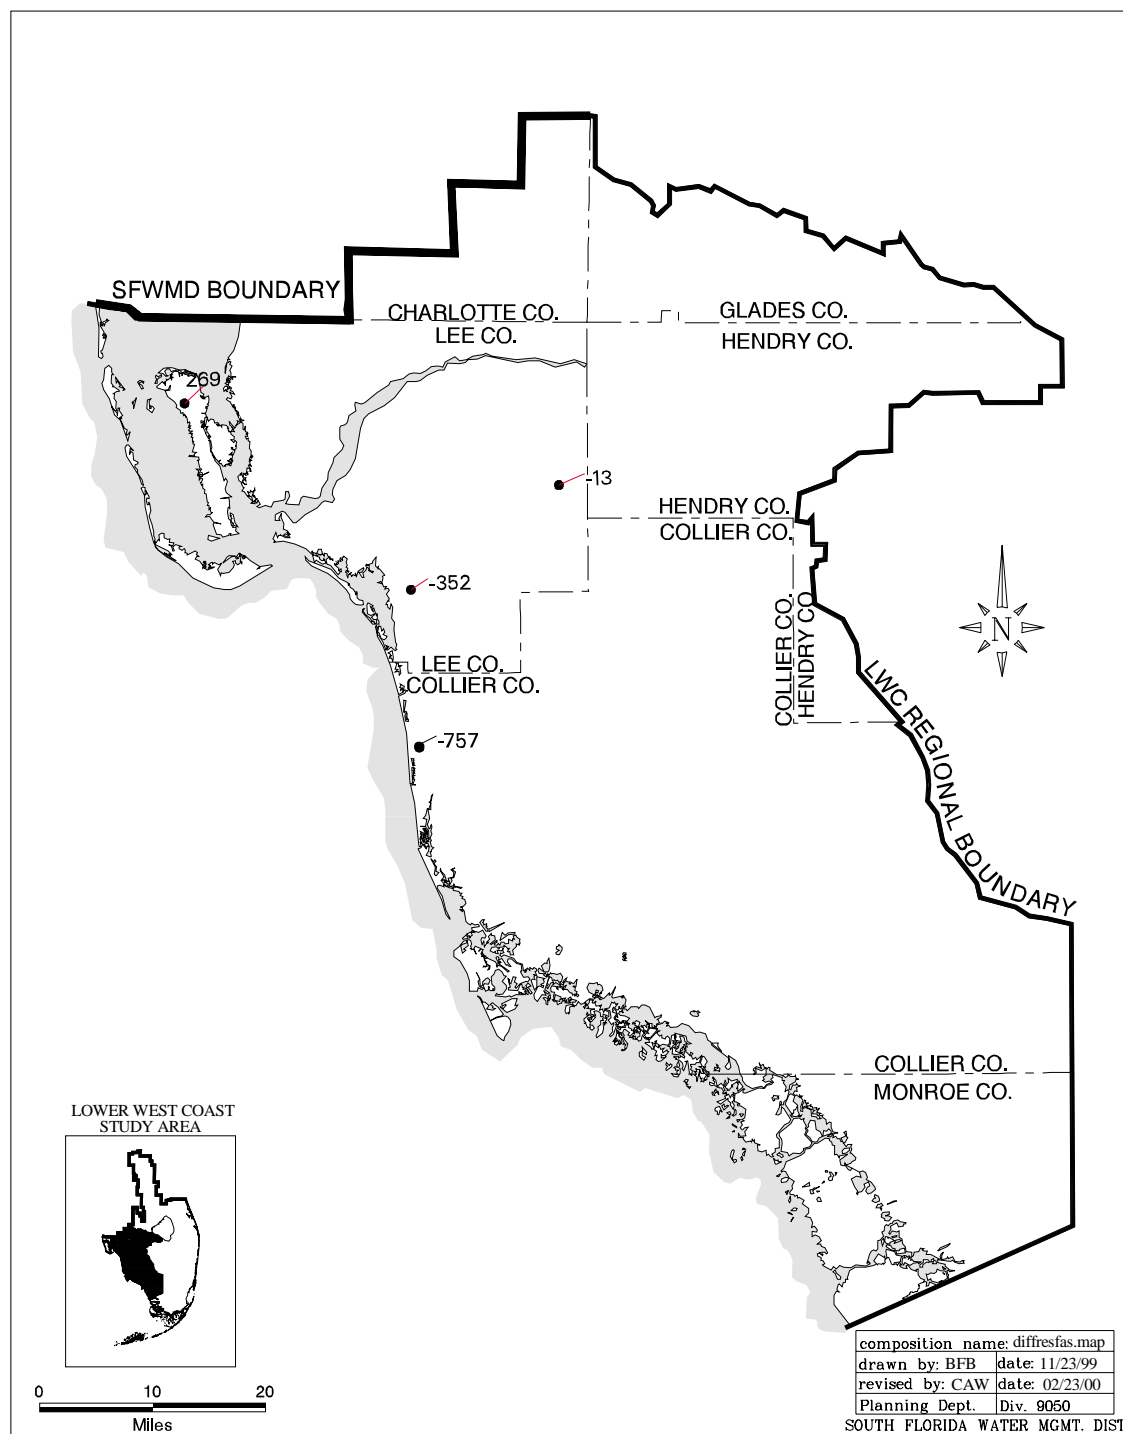 SFWMD BOUNDARY
CHARLOTTE CO.
LEE CO.
GLADES CO.
HENDRY CO.
269
-13
HENDRY CO.
COLLIER CO.
-352
COLLIER CO.
HENDRY CO.
N
LEE CO.
COLLIER CO.
LWC REGIONAL BOUNDARY
-757
COLLIER CO.
MONROE CO.
LOWER WEST COAST
STUDY AREA
0 10 20
Miles
composition name: diffresfas.map
drawn by: BFB date: 11/23/99
revised by: CAW date: 02/23/00
Planning Dept. Div. 9050
SOUTH FLORIDA WATER MGMT. DIST